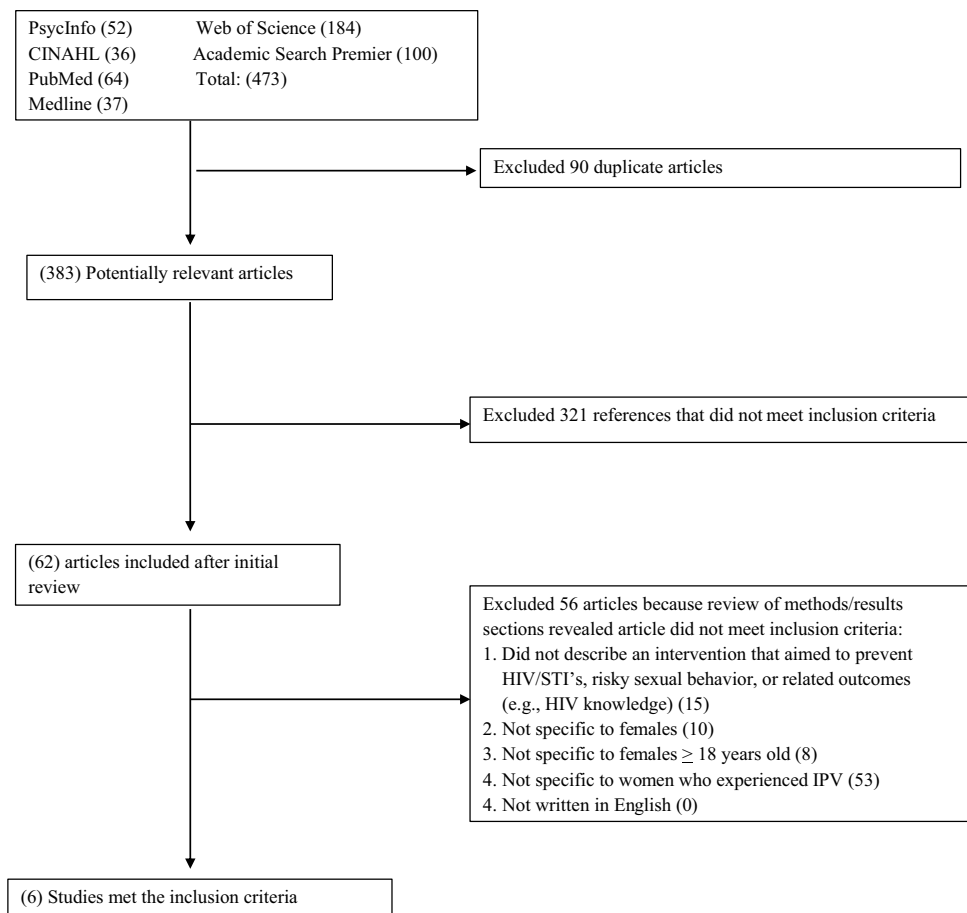 PsycInfo (52) Web of Science (184)
CINAHL (36) Academic Search Premier (100)
PubMed (64) Total: (473)
Medline (37)
Excluded 90 duplicate articles
(383) Potentially relevant articles
Excluded 321 references that did not meet inclusion criteria
(62) articles included after initial
review
Excluded 56 articles because review of methods/results
sections revealed article did not meet inclusion criteria:
1. Did not describe an intervention that aimed to prevent
HIV/STI's, risky sexual behavior, or related outcomes
(e.g., HIV knowledge) (15)
2. Not specific to females (10)
3. Not specific to females ≥ 18 years old (8)
4. Not specific to women who experienced IPV (53)
4. Not written in English (0)
(6) Studies met the inclusion criteria